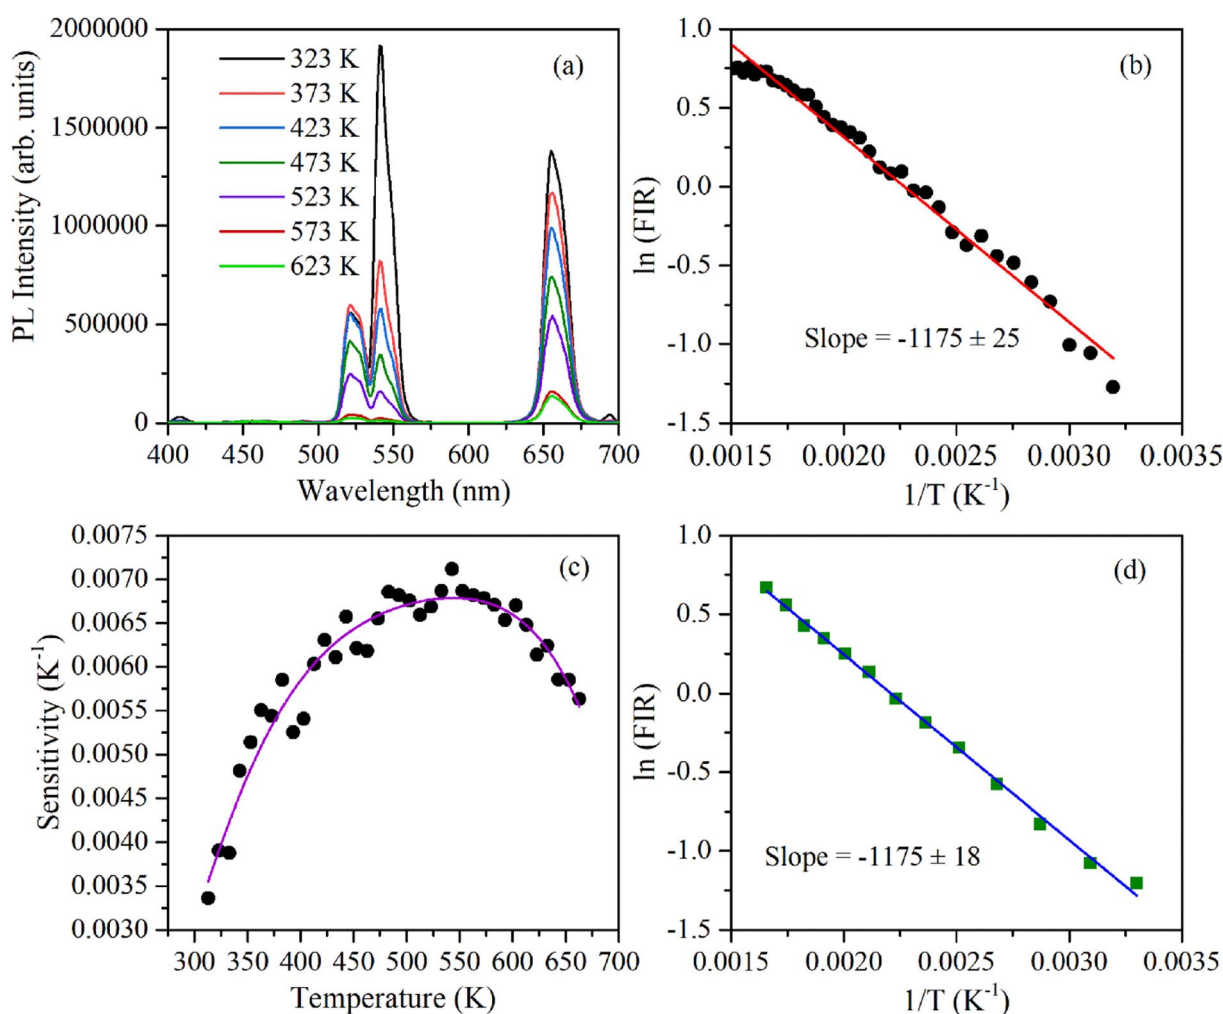 2000000
1500000
1000000
500000
0
PL Intensity (arb. units)
323 K
373 K
423 K
473 K
523 K
573 K
623 K
(a)
400 450 500 550 600 650 700
Wavelength (nm)
1.0
0.5
0.0
-0.5
-1.0
-1.5
ln (FIR)
(b)
Slope = -1175 ± 25
0.0015 0.0020 0.0025 0.0030 0.0035
1/T (K⁻¹)
0.0075
0.0070
0.0065
0.0060
0.0055
0.0050
0.0045
0.0040
0.0035
0.0030
Sensitivity (K⁻¹)
(c)
300 350 400 450 500 550 600 650 700
Temperature (K)
1.0
0.5
0.0
-0.5
-1.0
-1.5
ln (FIR)
(d)
Slope = -1175 ± 18
0.0015 0.0020 0.0025 0.0030 0.0035
1/T (K⁻¹)